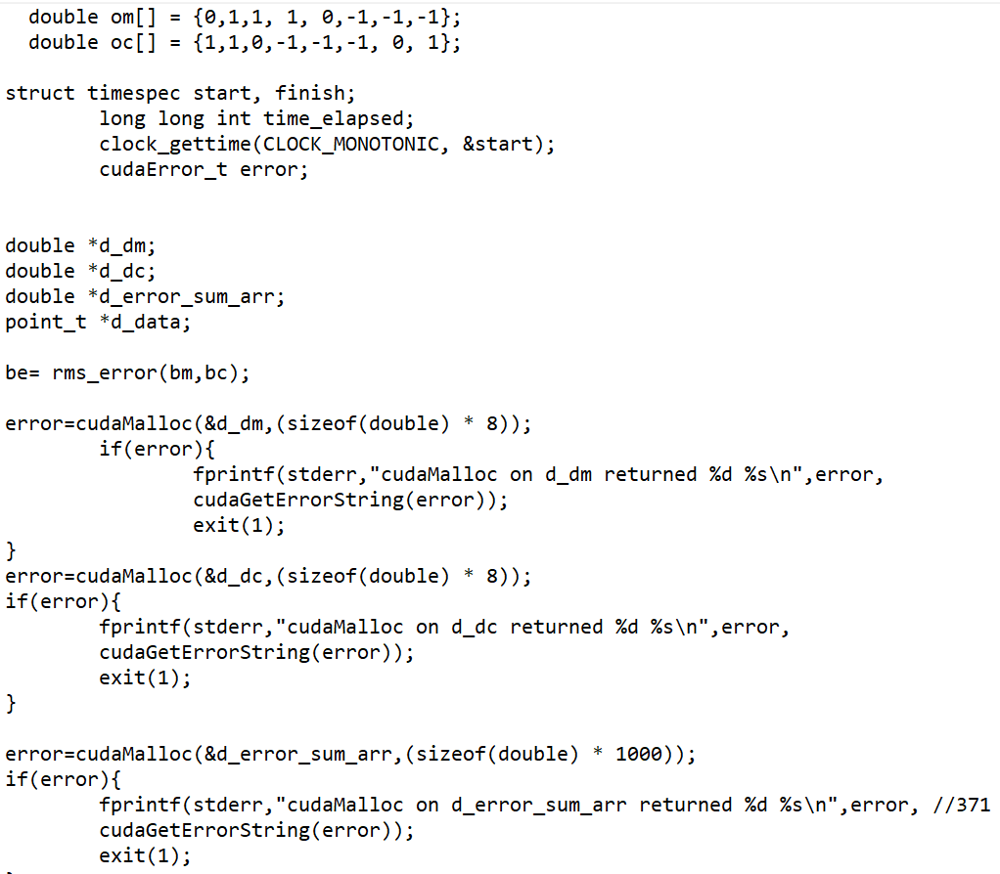 double om[] = {0,1,1, 1, 0,-1,-1,-1};
double oc[] = {1,1,0,-1,-1,-1, 0, 1};
struct timespec start, finish;
long long int time_elapsed;
clock_gettime(CLOCK_MONOTONIC, &start);
cudaError_t error;
double *d_dm;
double *d_dc;
double *d_error_sum_arr;
point_t *d_data;
be= rms_error(bm,bc);
error=cudaMalloc(&d_dm,(sizeof(double) * 8));
if(error){
fprintf(stderr,"cudaMalloc on d_dm returned %d %s\n",error,
cudaGetErrorString(error));
exit(1);
}
error=cudaMalloc(&d_dc,(sizeof(double) * 8));
if(error){
fprintf(stderr,"cudaMalloc on d_dc returned %d %s\n",error,
cudaGetErrorString(error));
exit(1);
}
error=cudaMalloc(&d_error_sum_arr,(sizeof(double) * 1000));
if(error){
fprintf(stderr,"cudaMalloc on d_error_sum_arr returned %d %s\n",error, //371
cudaGetErrorString(error));
exit(1);